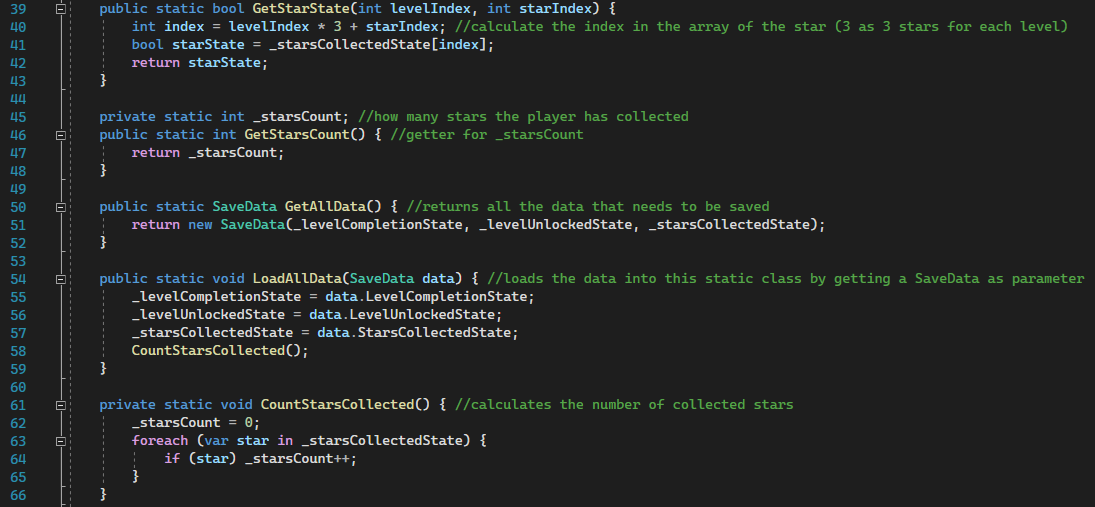 39 public static bool GetStarState(int levelIndex, int starIndex) {
40 int index = levelIndex * 3 + starIndex; //calculate the index in the array of the star (3 as 3 stars for each level)
41 bool starState = _starsCollectedState[index];
42 return starState;
43 }
44
45 private static int _starsCount; //how many stars the player has collected
46 public static int GetStarsCount() { //getter for _starsCount
47 return _starsCount;
48 }
49
50 public static SaveData GetAllData() { //returns all the data that needs to be saved
51 return new SaveData(_levelCompletionState, _levelUnlockedState, _starsCollectedState);
52 }
53
54 public static void LoadAllData(SaveData data) { //loads the data into this static class by getting a SaveData as parameter
55 _levelCompletionState = data.LevelCompletionState;
56 _levelUnlockedState = data.LevelUnlockedState;
57 _starsCollectedState = data.StarsCollectedState;
58 CountStarsCollected();
59 }
60
61 private static void CountStarsCollected() { //calculates the number of collected stars
62 _starsCount = 0;
63 foreach (var star in _starsCollectedState) {
64 if (star) _starsCount++;
65 }
66 }